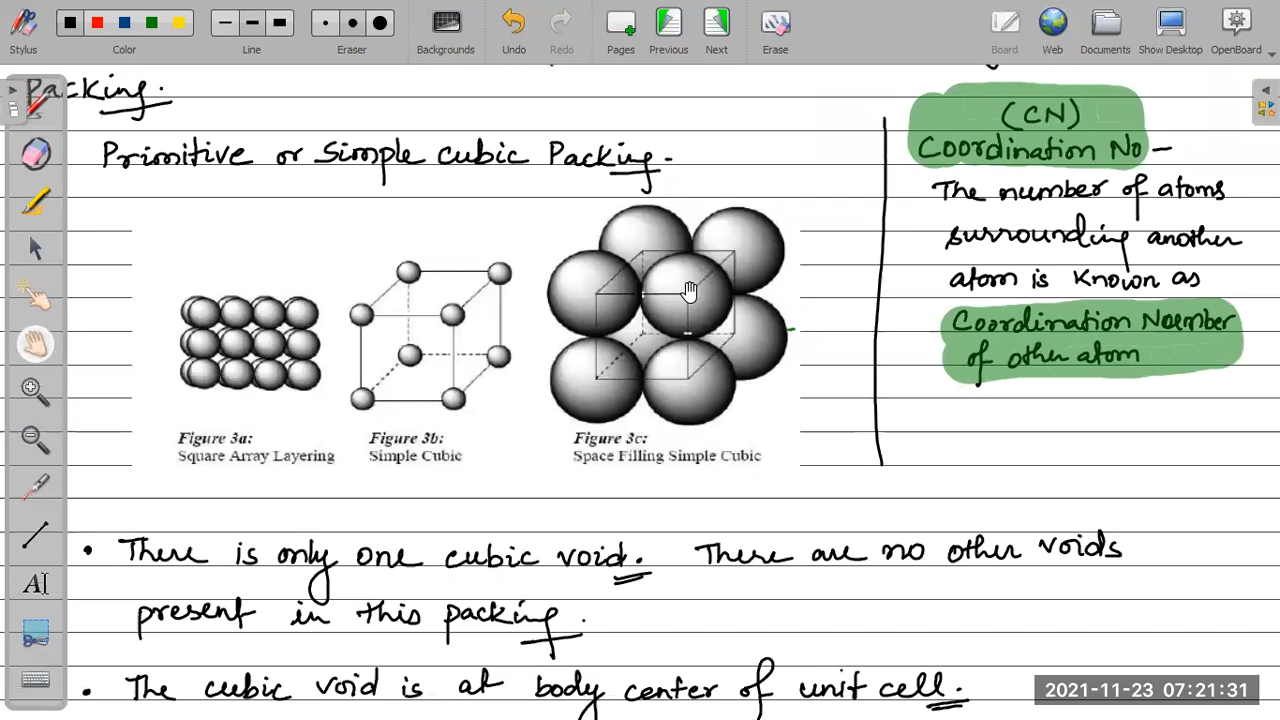 Stylus
Color
Line
Eraser
Backgrounds
Undo
Redo
Pages
Previous
Next
Erase
Board
Web
Documents
Show Desktop
OpenBoard
Packing.
Primitive or Simple cubic Packing.
Figure 3a:
Square Array Layering
Figure 3b:
Simple Cubic
Figure 3c:
Space Filling Simple Cubic
(CN)
Coordination No –
The number of atoms
surrounding another
atom is known as
Coordination Number
of other atom
• There is only one cubic void. There are no other voids
present in this packing.
• The cubic void is at body center of unit cell.
AI
2021-11-23 07:21:31